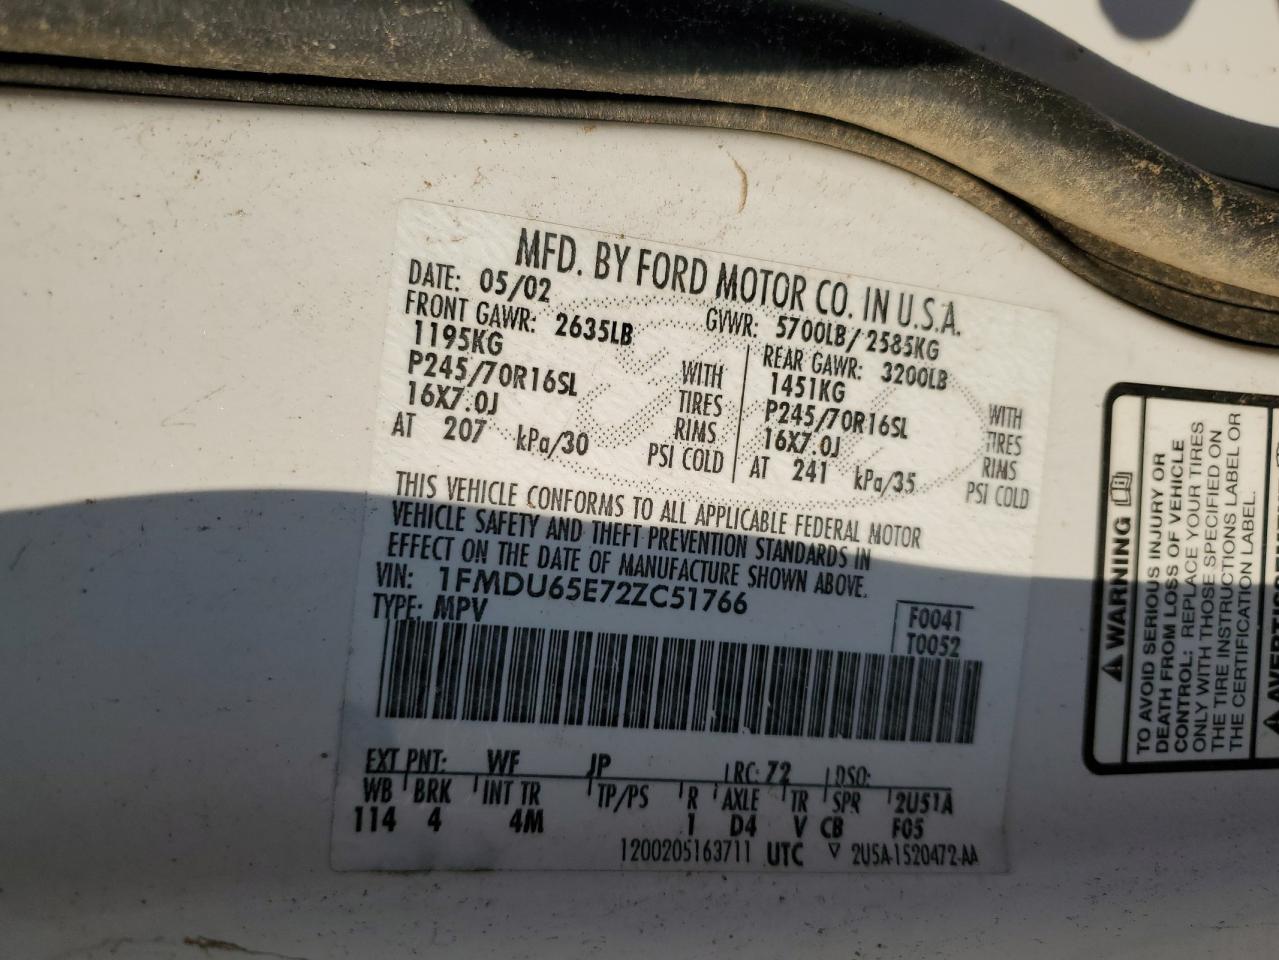 MFD. BY FORD MOTOR CO. IN U.S.A.
DATE: 05/02 GVWR: 5700LB/ 2585KG
FRONT GAWR: 2635LB REAR GAWR: 3200LB
1195KG WITH 1451KG WITH
P245/70R16SL TIRES P245/70R16SL TIRES
16X7.0J RIMS 16X7.0J RIMS
AT 207 kPa/30 PSI COLD AT 241 kPa/35 PSI COLD
THIS VEHICLE CONFORMS TO ALL APPLICABLE FEDERAL MOTOR
VEHICLE SAFETY AND THEFT PREVENTION STANDARDS IN
EFFECT ON THE DATE OF MANUFACTURE SHOWN ABOVE.
VIN: 1FMDU65E72ZC51766
TYPE: MPV
F0041
T0052
EXT PNT: WF JP RC: 72 DSO:
WB BRK INT TR TP/PS R AXLE TR SPR 2U51A
114 4 4M 1 D4 V CB F05
1200205163711 UTC ▽ 2U5A-1520472-AA
WARNING
TO AVOID SERIOUS INJURY OR
DEATH FROM LOSS OF VEHICLE
CONTROL: REPLACE YOUR TIRES
ONLY WITH THOSE SPECIFIED ON
THE TIRE INSTRUCTIONS LABEL OR
THE CERTIFICATION LABEL.